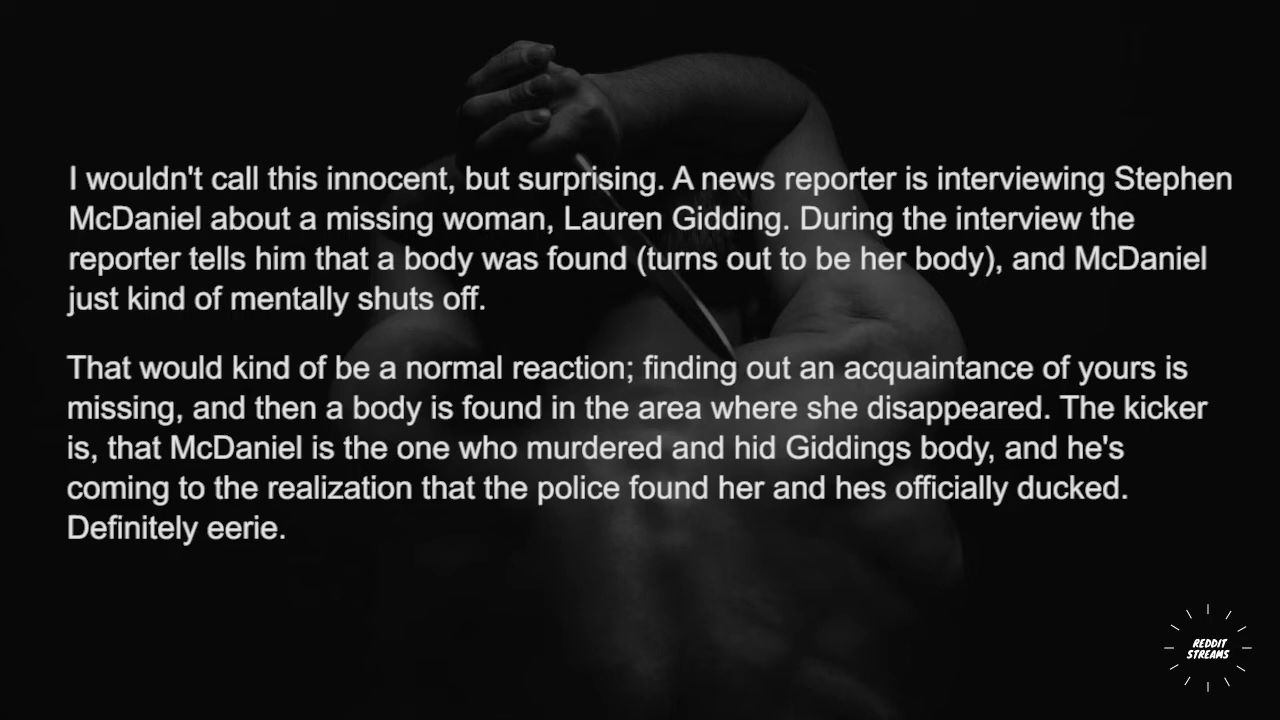 I wouldn't call this innocent, but surprising. A news reporter is interviewing Stephen
McDaniel about a missing woman, Lauren Gidding. During the interview the
reporter tells him that a body was found (turns out to be her body), and McDaniel
just kind of mentally shuts off.
That would kind of be a normal reaction; finding out an acquaintance of yours is
missing, and then a body is found in the area where she disappeared. The kicker
is, that McDaniel is the one who murdered and hid Giddings body, and he's
coming to the realization that the police found her and hes officially ducked.
Definitely eerie.
REDDIT
STREAMS